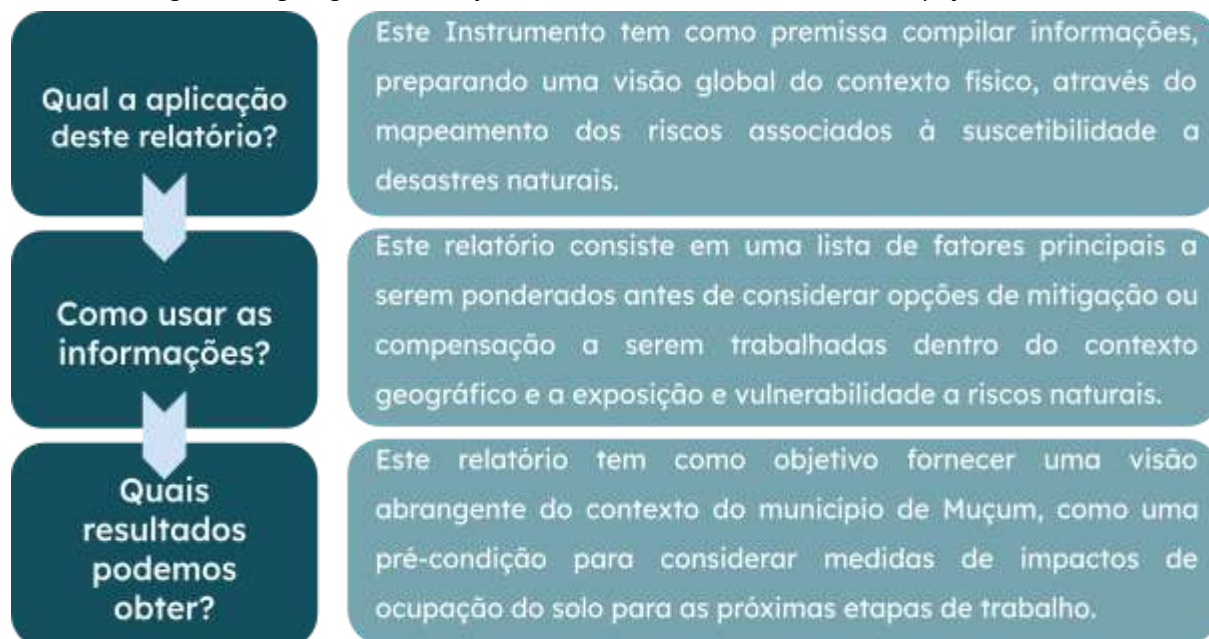 Qual a aplicação
deste relatório?
Este Instrumento tem como premissa compilar informações,
preparando uma visão global do contexto físico, através do
mapeamento dos riscos associados à suscetibilidade a
desastres naturais.
Como usar as
informações?
Este relatório consiste em uma lista de fatores principais a
serem ponderados antes de considerar opções de mitigação ou
compensação a serem trabalhadas dentro do contexto
geográfico e a exposição e vulnerabilidade a riscos naturais.
Quais
resultados
podemos
obter?
Este relatório tem como objetivo fornecer uma visão
abrangente do contexto do município de Muçum, como uma
pré-condição para considerar medidas de impactos de
ocupação do solo para as próximas etapas de trabalho.